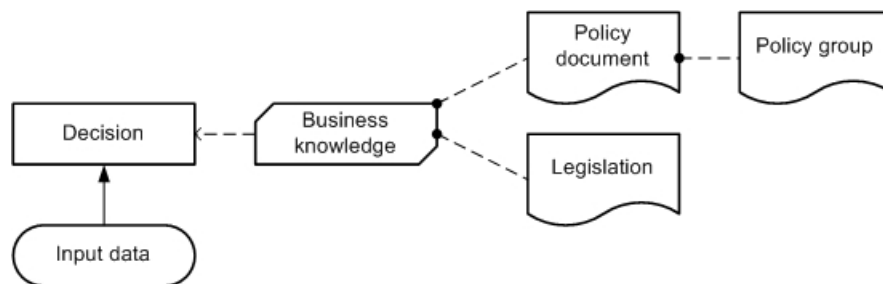 Policy
document
Policy group
Decision
Business
knowledge
Legislation
Input data